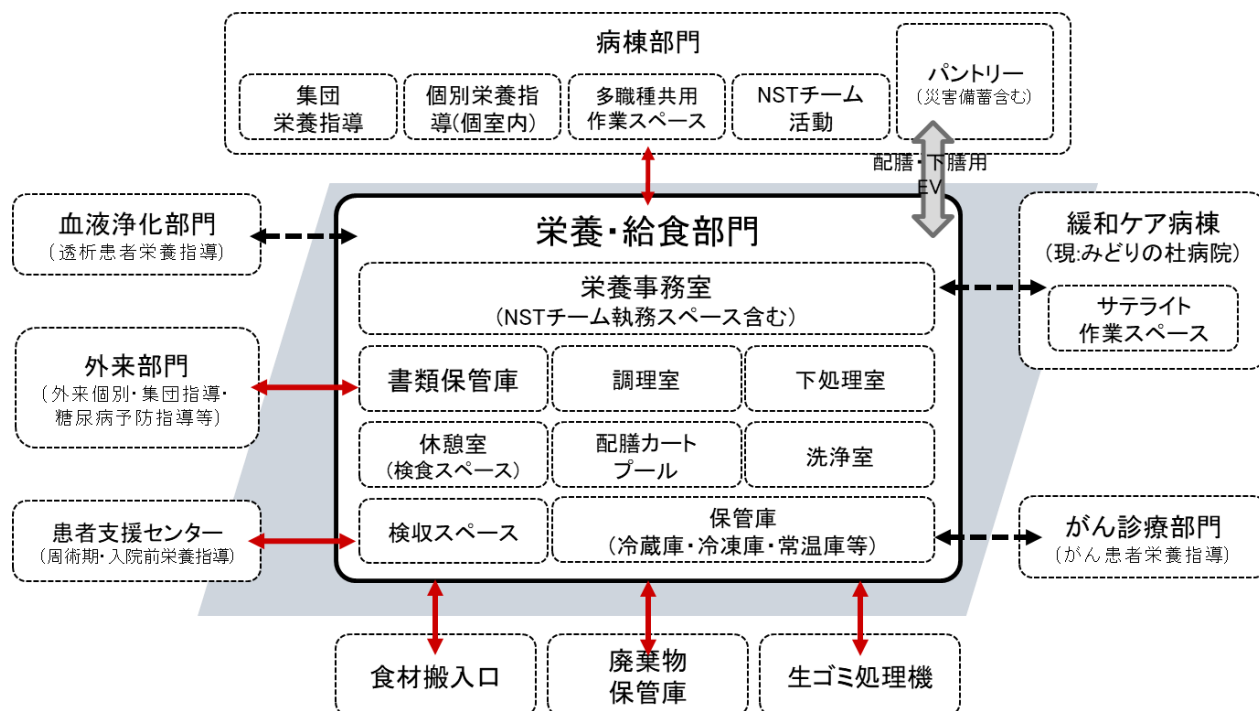 病棟部門
集団
栄養指導
個別栄養指
導(個室内)
多職種共用
作業スペース
NSTチーム
活動
パントリー
(災害備蓄含む)
配膳・下膳用
EV
血液浄化部門
(透析患者栄養指導)
外来部門
(外来個別・集団指導・
糖尿病予防指導等)
患者支援センター
(周術期・入院前栄養指導)
栄養・給食部門
栄養事務室
(NSTチーム執務スペース含む)
書類保管庫
調理室
下処理室
休憩室
(検食スペース)
配膳カート
プール
洗浄室
検収スペース
保管庫
(冷蔵庫・冷凍庫・常温庫等)
緩和ケア病棟
(現:みどりの杜病院)
サテライト
作業スペース
がん診療部門
(がん患者栄養指導)
食材搬入口
廃棄物
保管庫
生ゴミ処理機